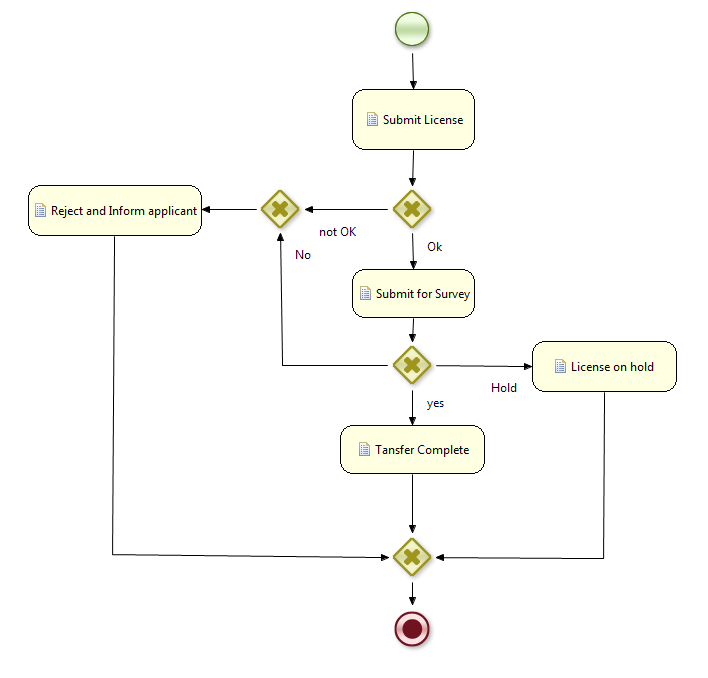 Submit License
Reject and Inform applicant
not OK
No
Ok
Submit for Survey
License on hold
Hold
yes
Tansfer Complete